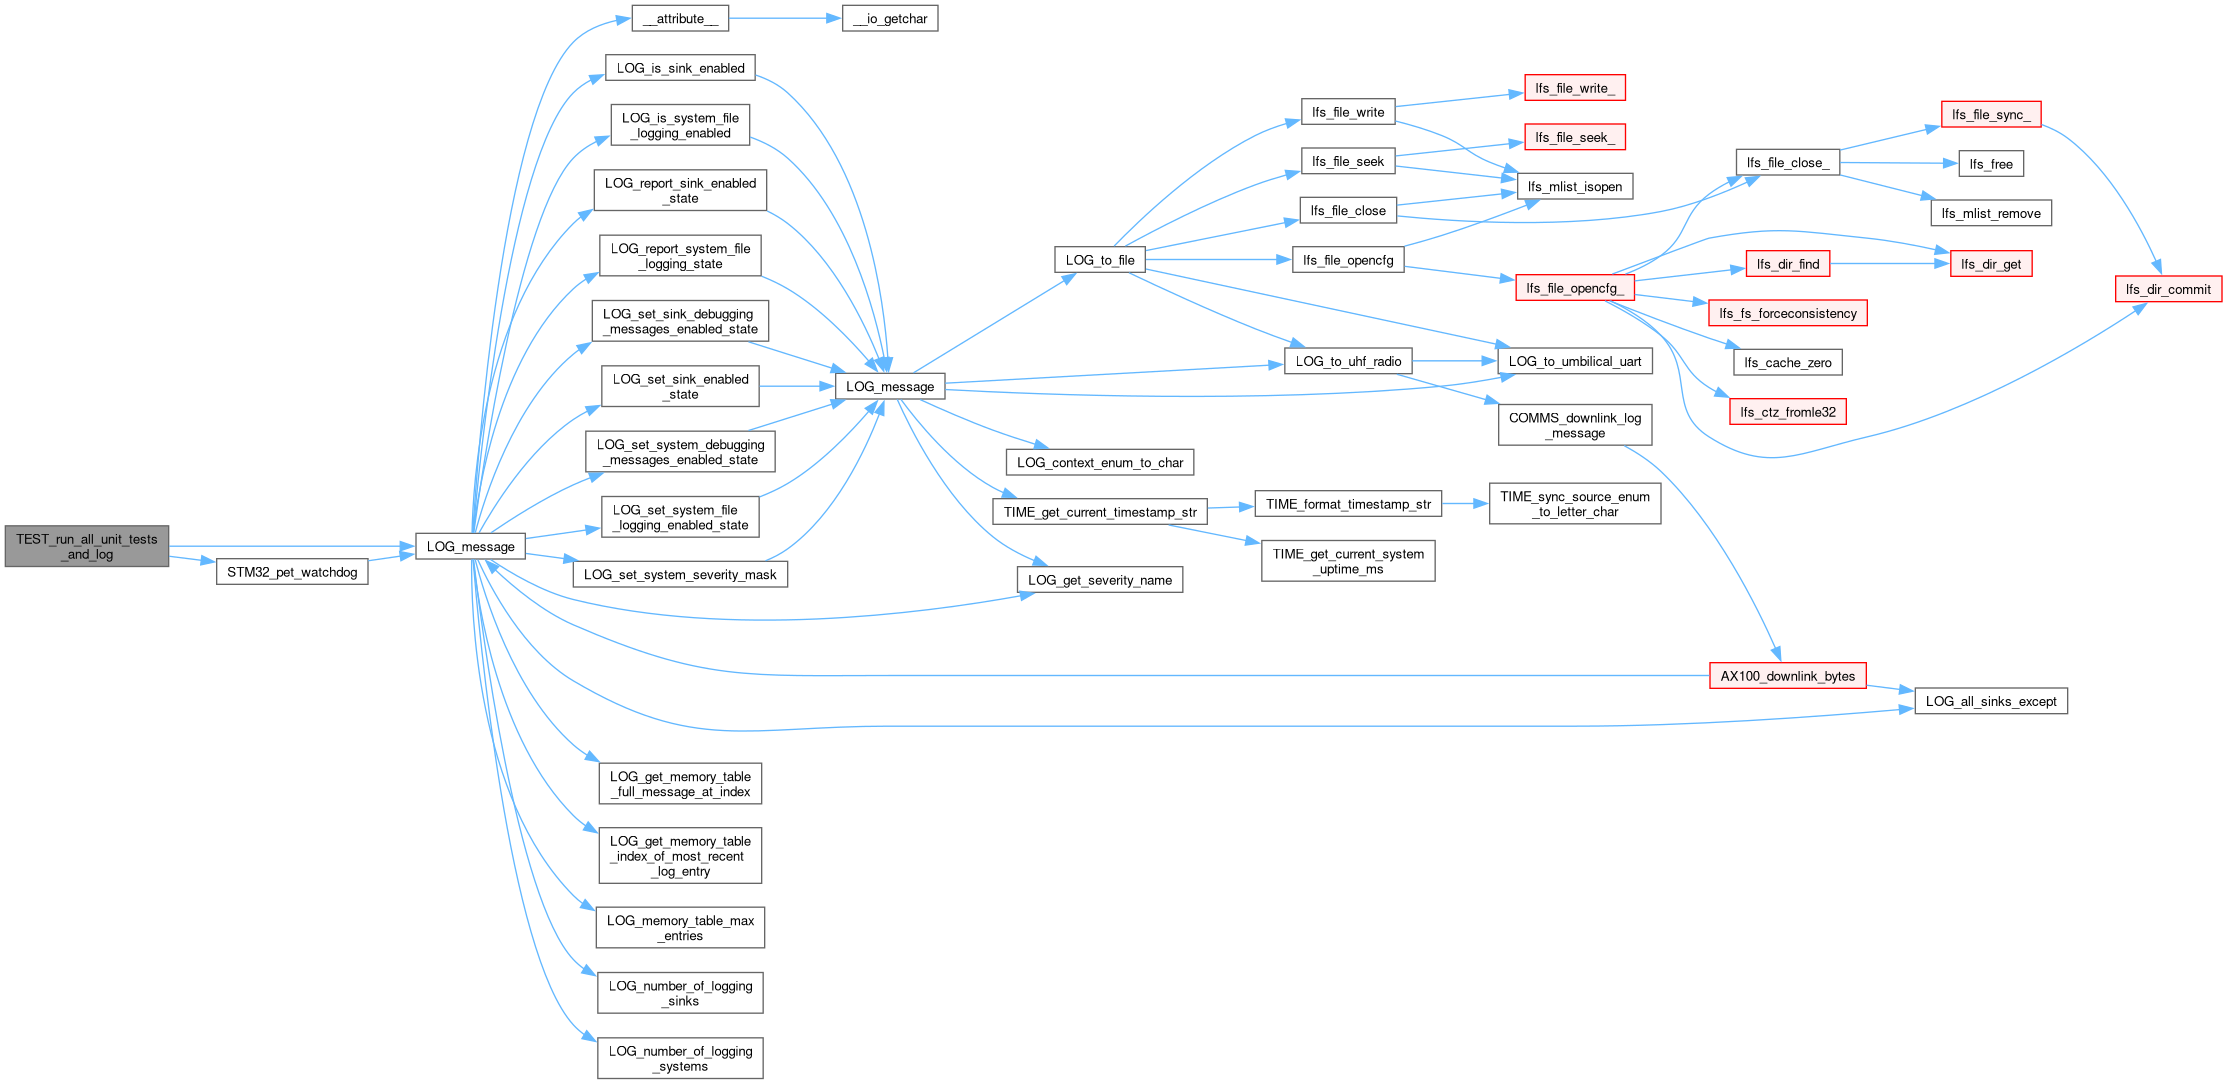 TEST_run_all_unit_tests
_and_log
STM32_pet_watchdog
LOG_message
__attribute__
__io_getchar
LOG_is_sink_enabled
LOG_is_system_file
_logging_enabled
LOG_report_sink_enabled
_state
LOG_report_system_file
_logging_state
LOG_set_sink_debugging
_messages_enabled_state
LOG_set_sink_enabled
_state
LOG_set_system_debugging
_messages_enabled_state
LOG_set_system_file
_logging_enabled_state
LOG_set_system_severity_mask
LOG_get_memory_table
_full_message_at_index
LOG_get_memory_table
_index_of_most_recent
_log_entry
LOG_memory_table_max
_entries
LOG_number_of_logging
_sinks
LOG_number_of_logging
_systems
LOG_message
LOG_to_file
LOG_context_enum_to_char
TIME_get_current_timestamp_str
LOG_get_severity_name
lfs_file_write
lfs_file_seek
lfs_file_close
lfs_file_opencfg
LOG_to_uhf_radio
TIME_format_timestamp_str
TIME_get_current_system
_uptime_ms
lfs_file_write_
lfs_file_seek_
lfs_mlist_isopen
lfs_file_opencfg_
LOG_to_umbilical_uart
COMMS_downlink_log
_message
TIME_sync_source_enum
_to_letter_char
lfs_file_close_
lfs_dir_find
lfs_fs_forceconsistency
lfs_cache_zero
lfs_ctz_fromle32
AX100_downlink_bytes
lfs_file_sync_
lfs_free
lfs_mlist_remove
lfs_dir_get
LOG_all_sinks_except
lfs_dir_commit